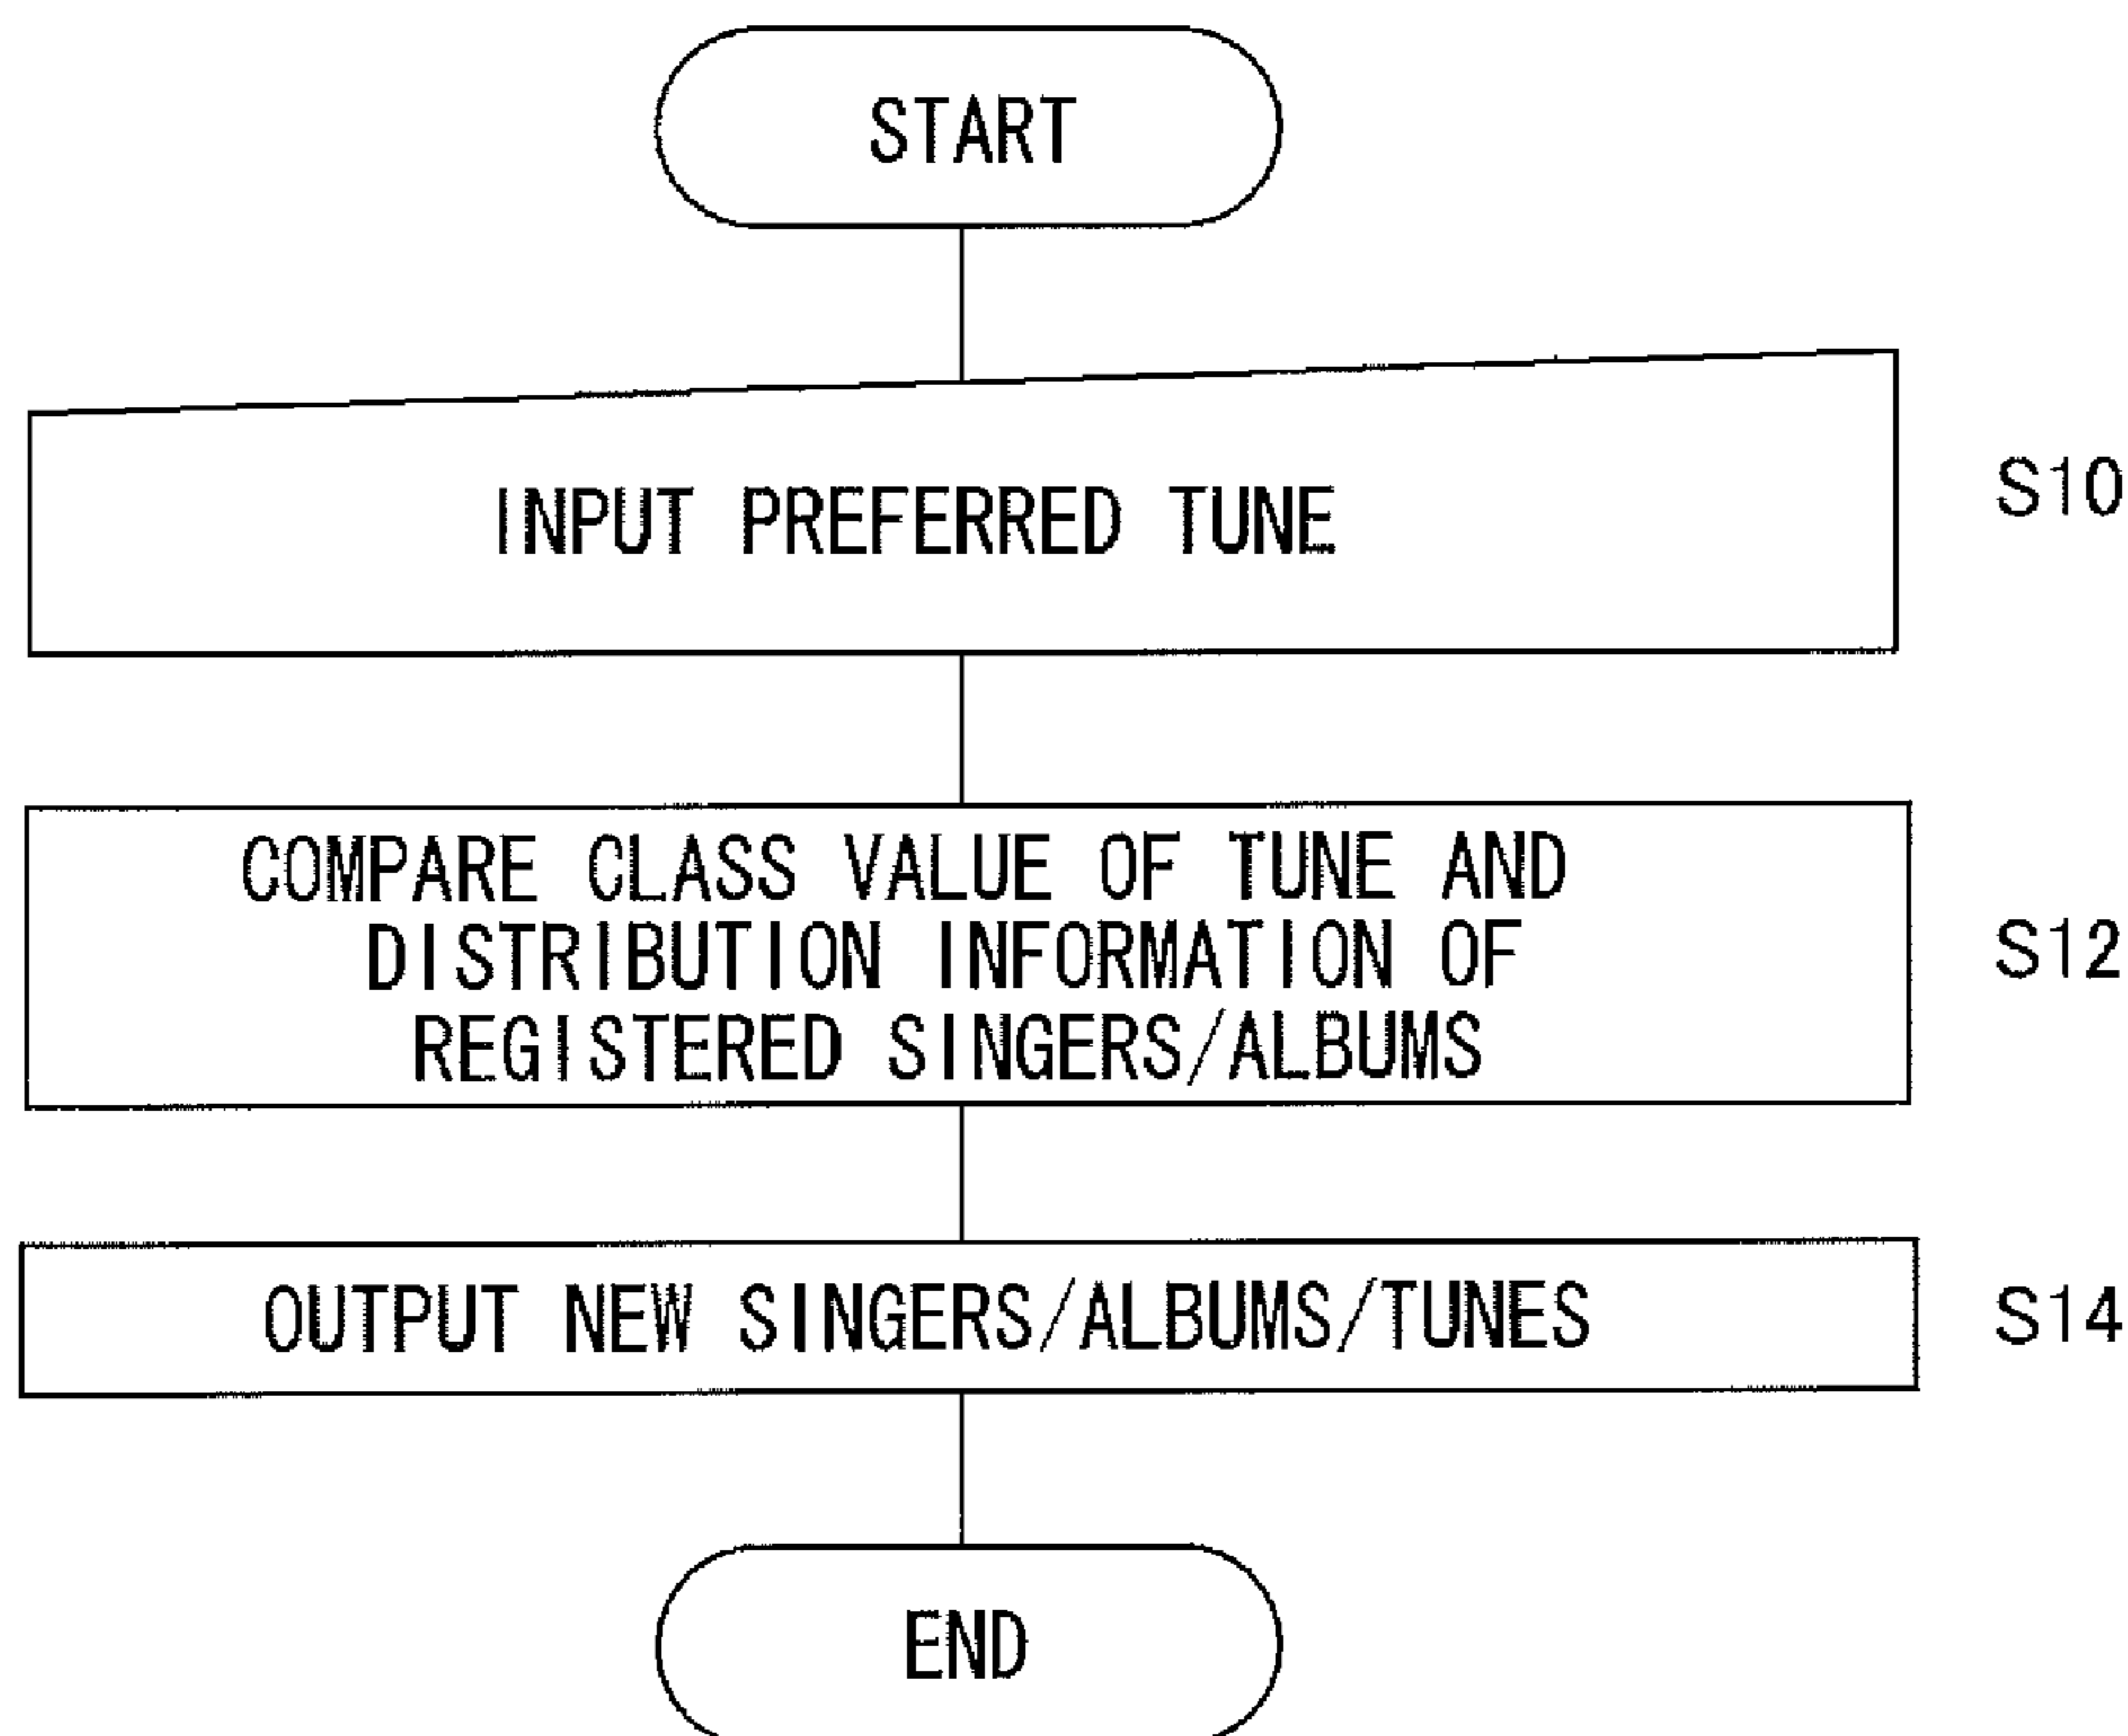 START
INPUT PREFERRED TUNE
S10
COMPARE CLASS VALUE OF TUNE AND
DISTRIBUTION INFORMATION OF
REGISTERED SINGERS/ALBUMS
S12
OUTPUT NEW SINGERS/ALBUMS/TUNES
S14
END